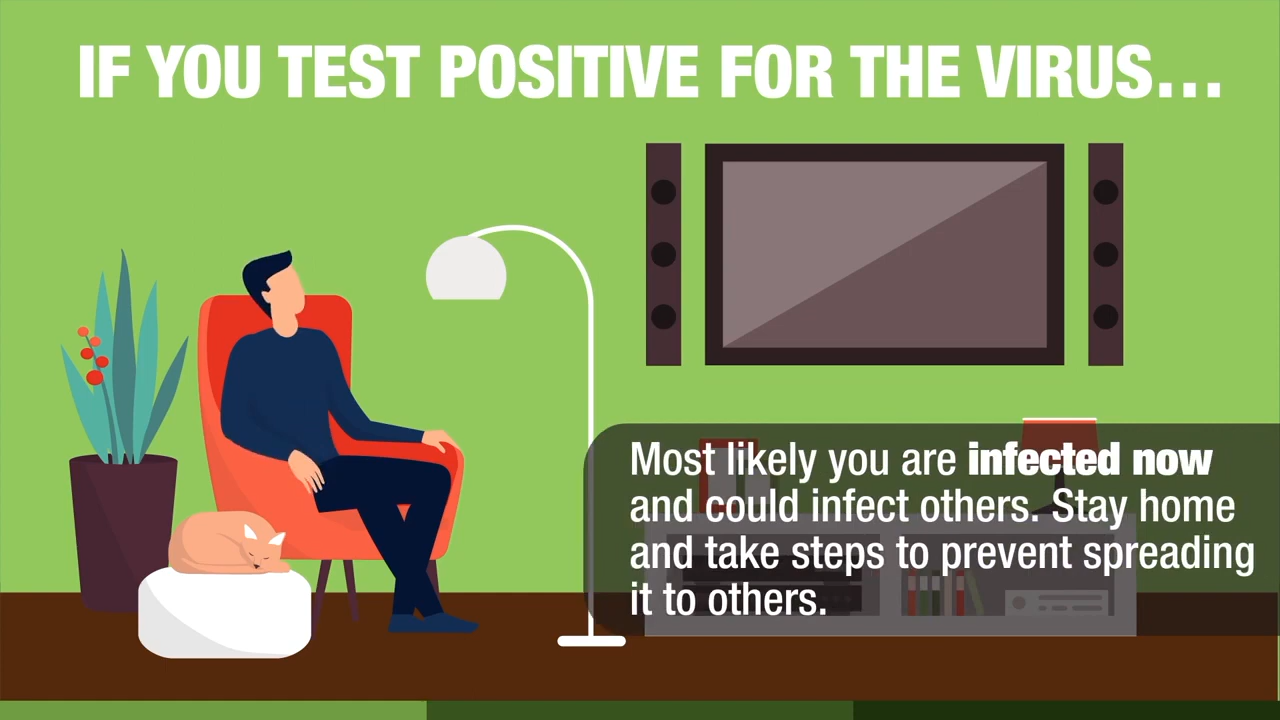 IF YOU TEST POSITIVE FOR THE VIRUS...
Most likely you are infected now
and could infect others. Stay home
and take steps to prevent spreading
it to others.